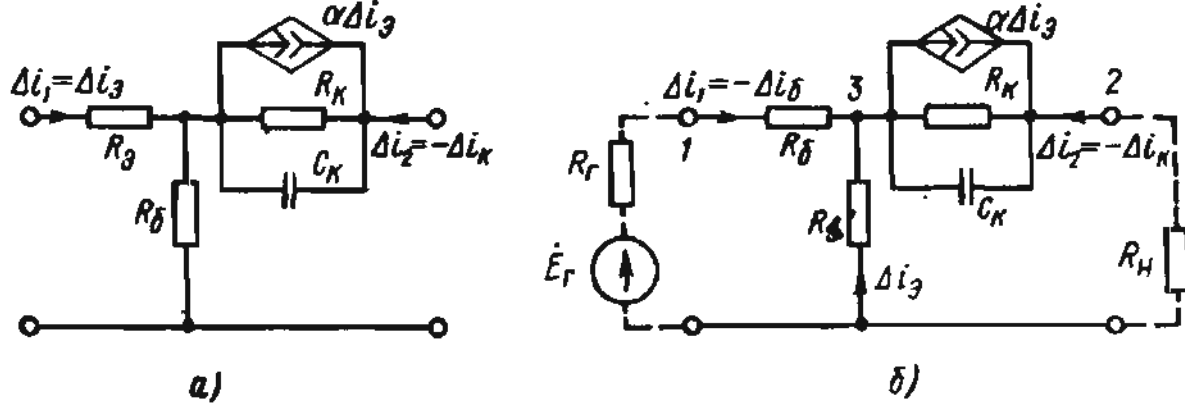 αΔiэ
Δi₁=Δiэ
Rэ
Rк
Δi₂=-Δiк
Cк
Rб
а)
αΔiэ
Δi₁=-Δiб
3
Rк
2
1
Rб
Δi₂=-Δiк
Rг
Cк
Rэ
Rн
Ėг
Δiэ
б)